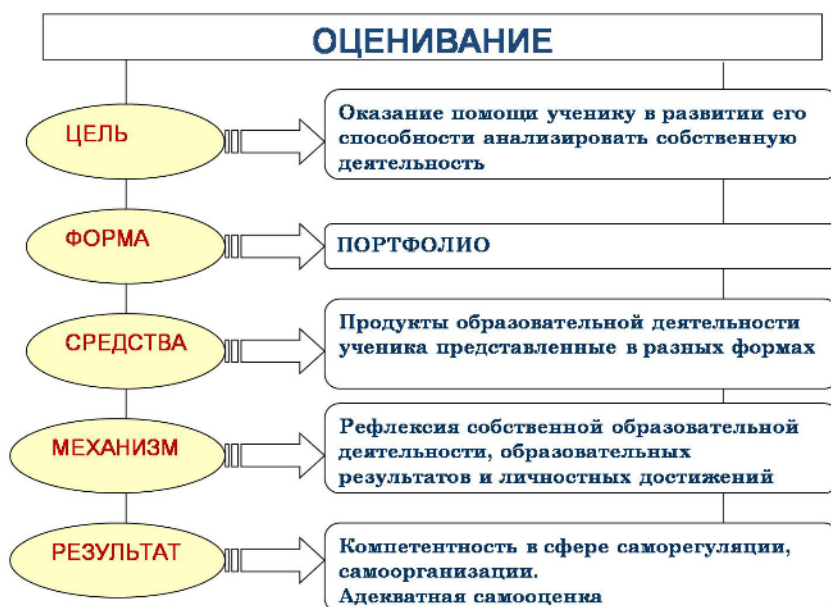 ОЦЕНИВАНИЕ
ЦЕЛЬ
Оказание помощи ученику в развитии его
способности анализировать собственную
деятельность
ФОРМА
ПОРТФОЛИО
СРЕДСТВА
Продукты образовательной деятельности
ученика представленные в разных формах
МЕХАНИЗМ
Рефлексия собственной образовательной
деятельности, образовательных
результатов и личностных достижений
РЕЗУЛЬТАТ
Компетентность в сфере саморегуляции,
самоорганизации.
Адекватная самооценка